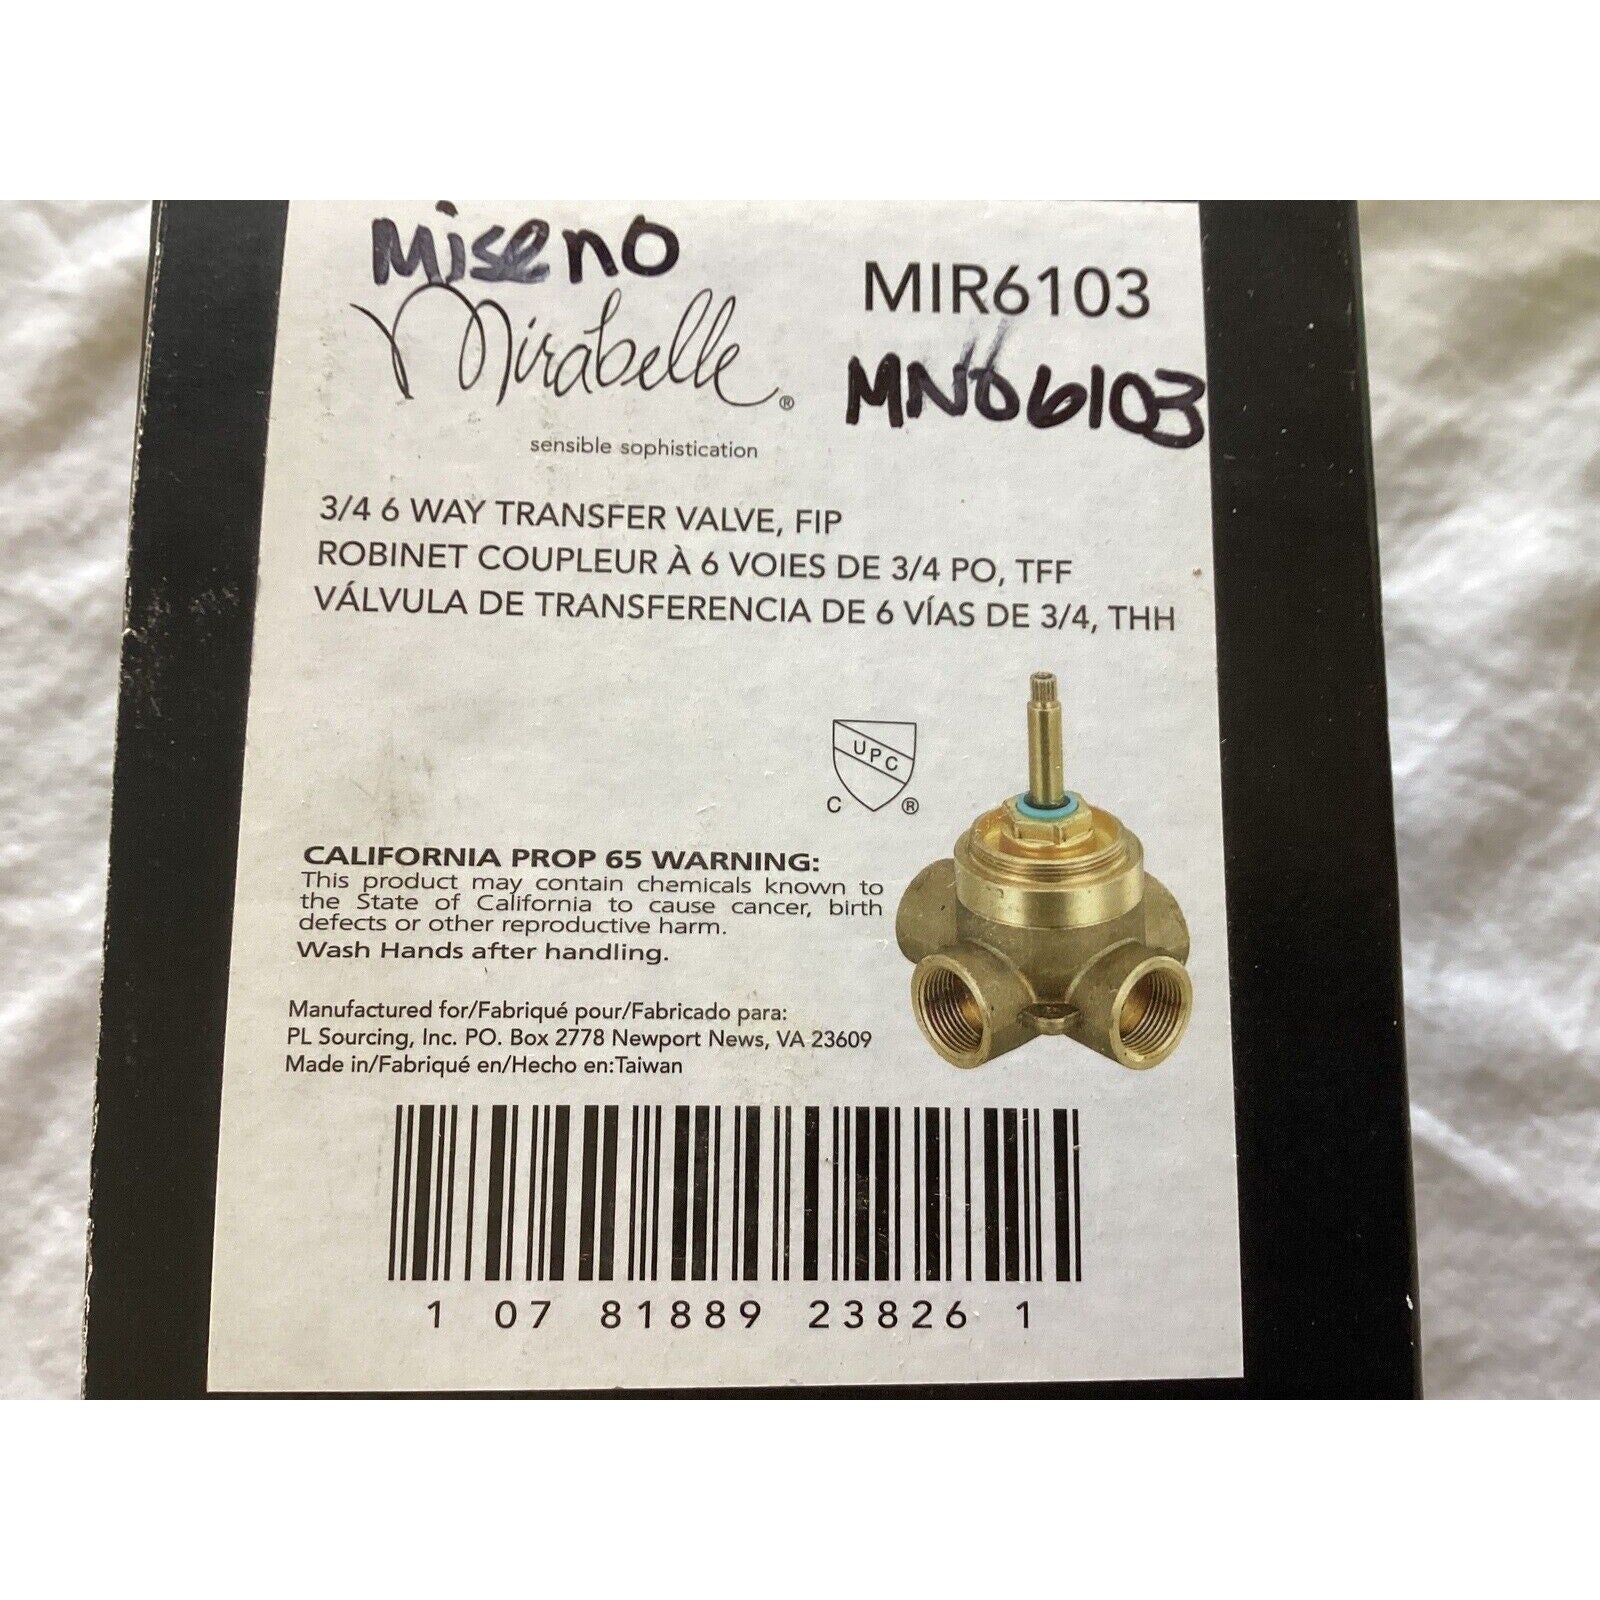 miseno
Mirabelle®
sensible sophistication
MIR6103
MNO6103
3/4 6 WAY TRANSFER VALVE, FIP
ROBINET COUPLEUR À 6 VOIES DE 3/4 PO, TFF
VÁLVULA DE TRANSFERENCIA DE 6 VÍAS DE 3/4, THH
UPC
C ®
CALIFORNIA PROP 65 WARNING:
This product may contain chemicals known to
the State of California to cause cancer, birth
defects or other reproductive harm.
Wash Hands after handling.
Manufactured for/Fabriqué pour/Fabricado para:
PL Sourcing, Inc. PO. Box 2778 Newport News, VA 23609
Made in/Fabriqué en/Hecho en:Taiwan
1 07 81889 23826 1